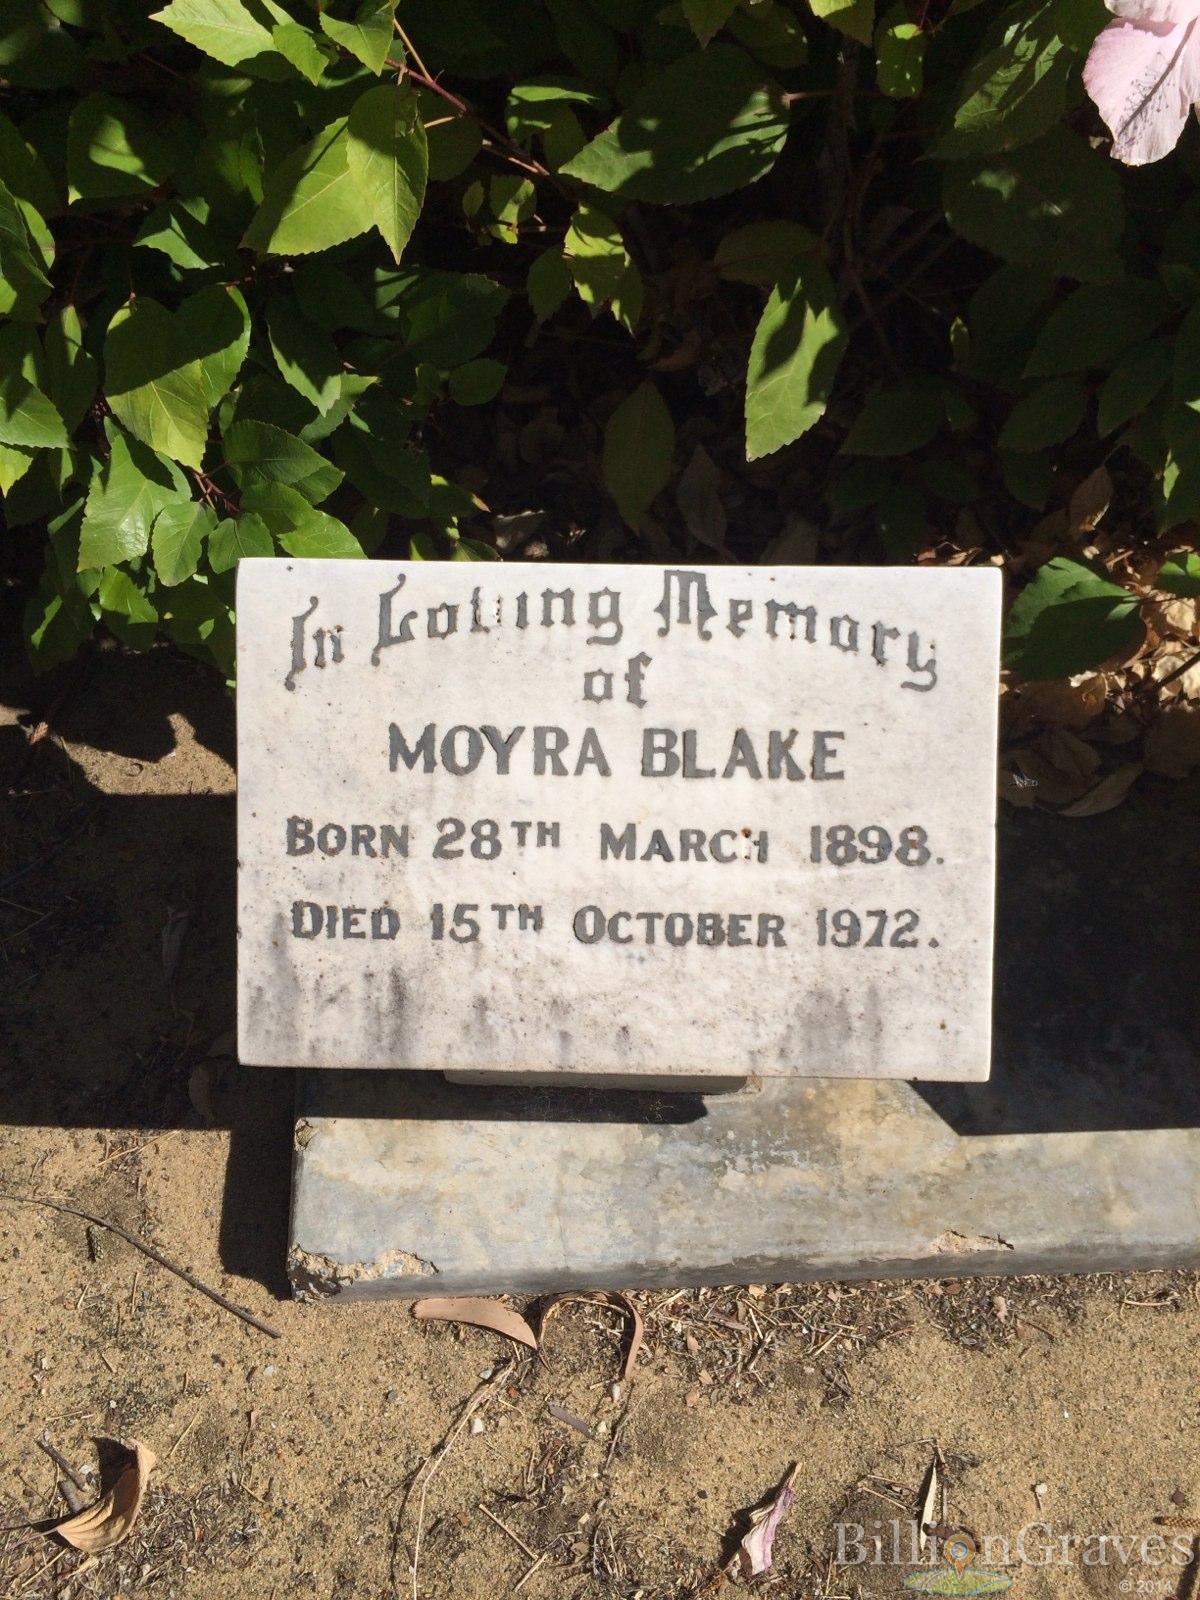 In Loving Memory
of
MOYRA BLAKE
BORN 28TH MARCH 1898.
DIED 15TH OCTOBER 1972.
BillionGraves
© 2014